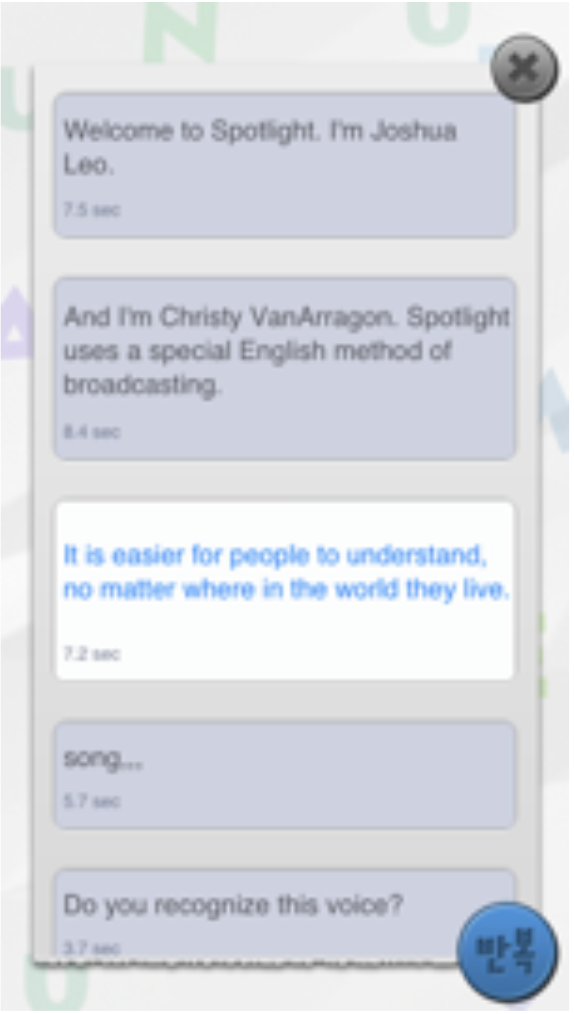 Welcome to Spotlight. I'm Joshua
Leo.
7.5 sec
And I'm Christy VanArragon. Spotlight
uses a special English method of
broadcasting.
8.4 sec
It is easier for people to understand,
no matter where in the world they live.
7.2 sec
song,,,
5.7 sec
Do you recognize this voice?
3.7 sec
반복